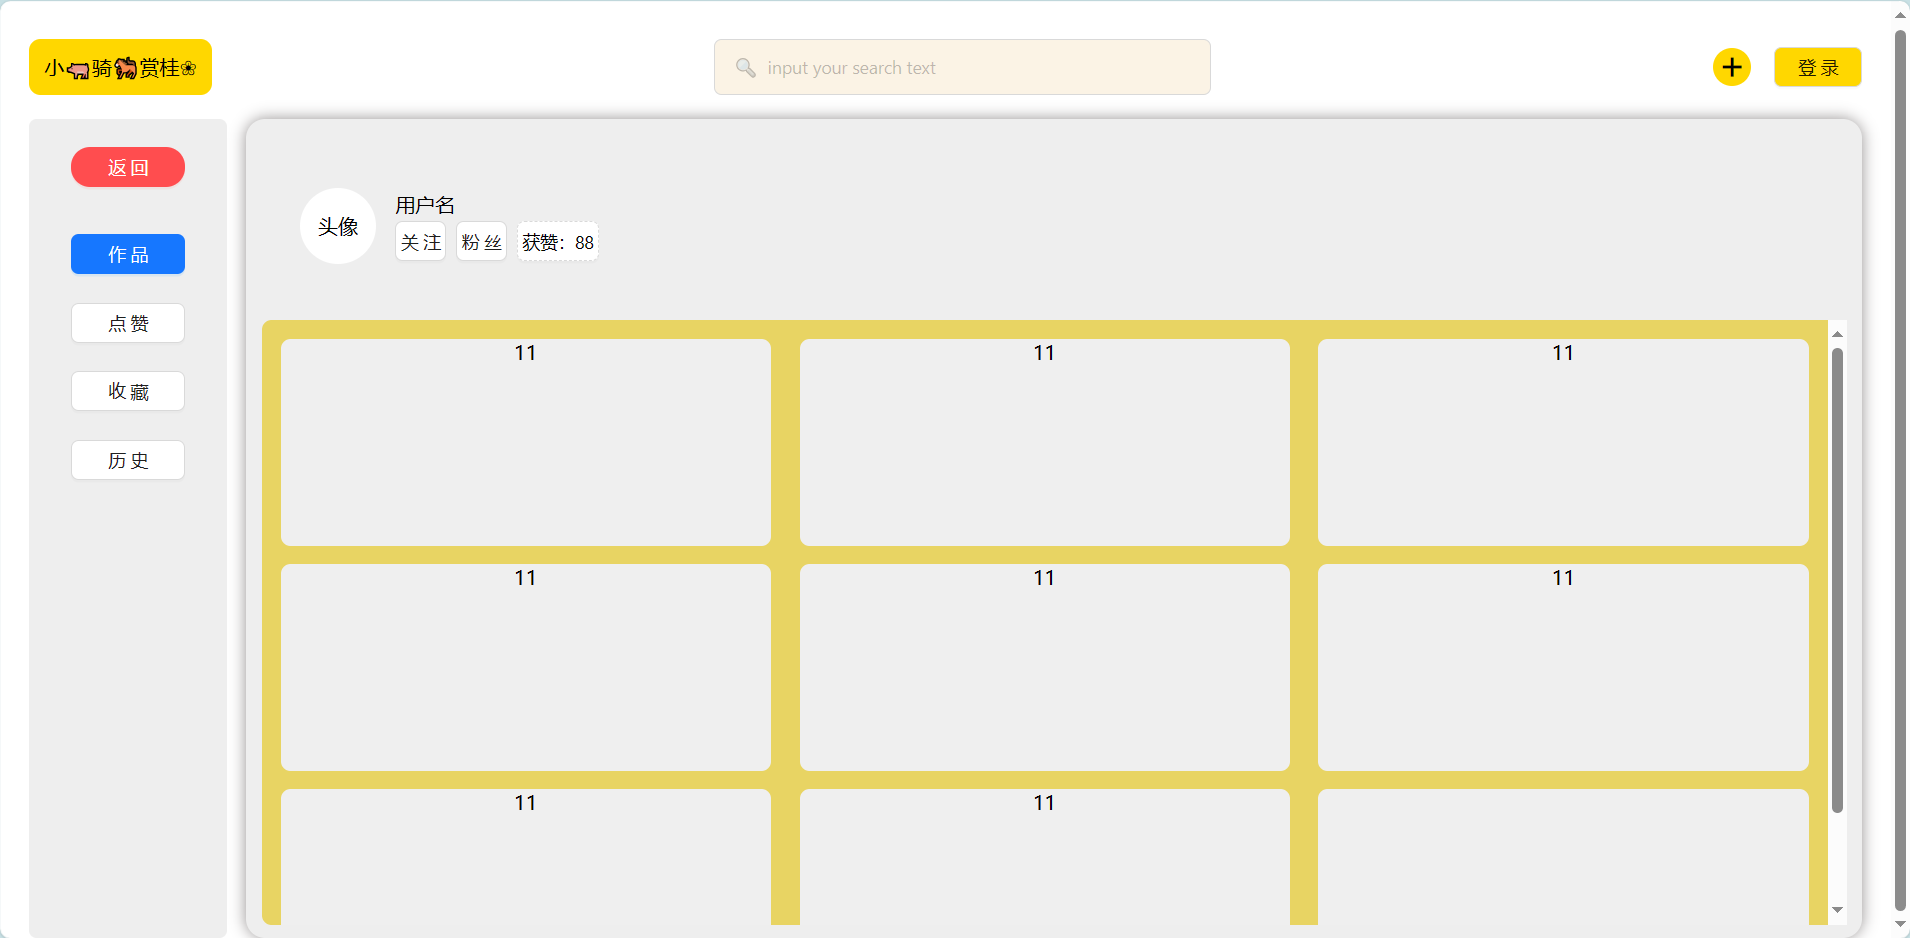 小🐖骑🐎赏桂❀
input your search text
登 录
返 回
作 品
点 赞
收 藏
历 史
头像
用户名
关 注 粉 丝 获赞：88
11 11 11
11 11 11
11 11